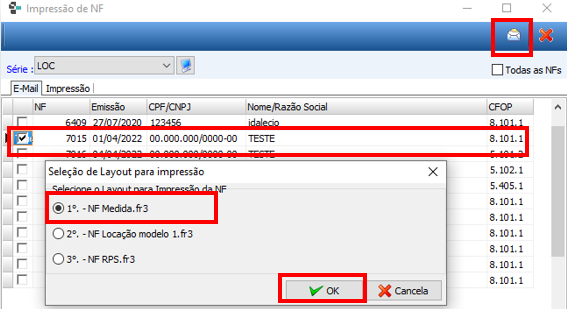 Impressão de NF
Série : LOC
Todas as NFs
E-Mail Impressão
NF Emissão CPF/CNPJ Nome/Razão Social CFOP
6409 27/07/2020 123456 idalecio 8.101.1
7015 01/04/2022 00.000.000/0000-00 TESTE 8.101.1
7016 04/04/2022 00.000.000/0000-00 TESTE 5.101.2
5.102.1
5.405.1
8.101.1
8.101.1
8.101.1
8.101.1
8.101.1
Seleção de Layout para impressão
Selecione o Layout para Impressão da NF
1º. - NF Medida.fr3
2º. - NF Locação modelo 1.fr3
3º. - NF RPS.fr3
OK Cancela